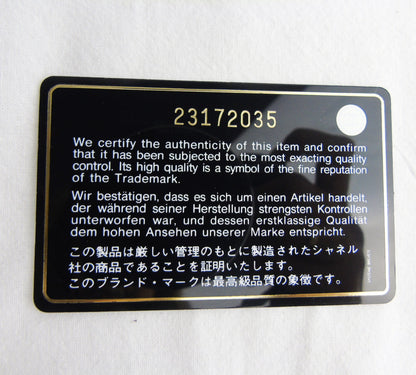 23172035
We certify the authenticity of this item and confirm
that it has been subjected to the most exacting quality
control. Its high quality is a symbol of the fine reputation
of the Trademark.
Wir bestätigen, dass es sich um einen Artikel handelt,
der während seiner Herstellung strengsten Kontrollen
unterworfen war, und dessen erstklassige Qualität
dem hohen Ansehen unserer Marke entspricht.
この製品は厳しい管理のもとに製造されたシャネル
社の商品であることを証明いたします。
このブランド・マークは最高級品質の象徴です。